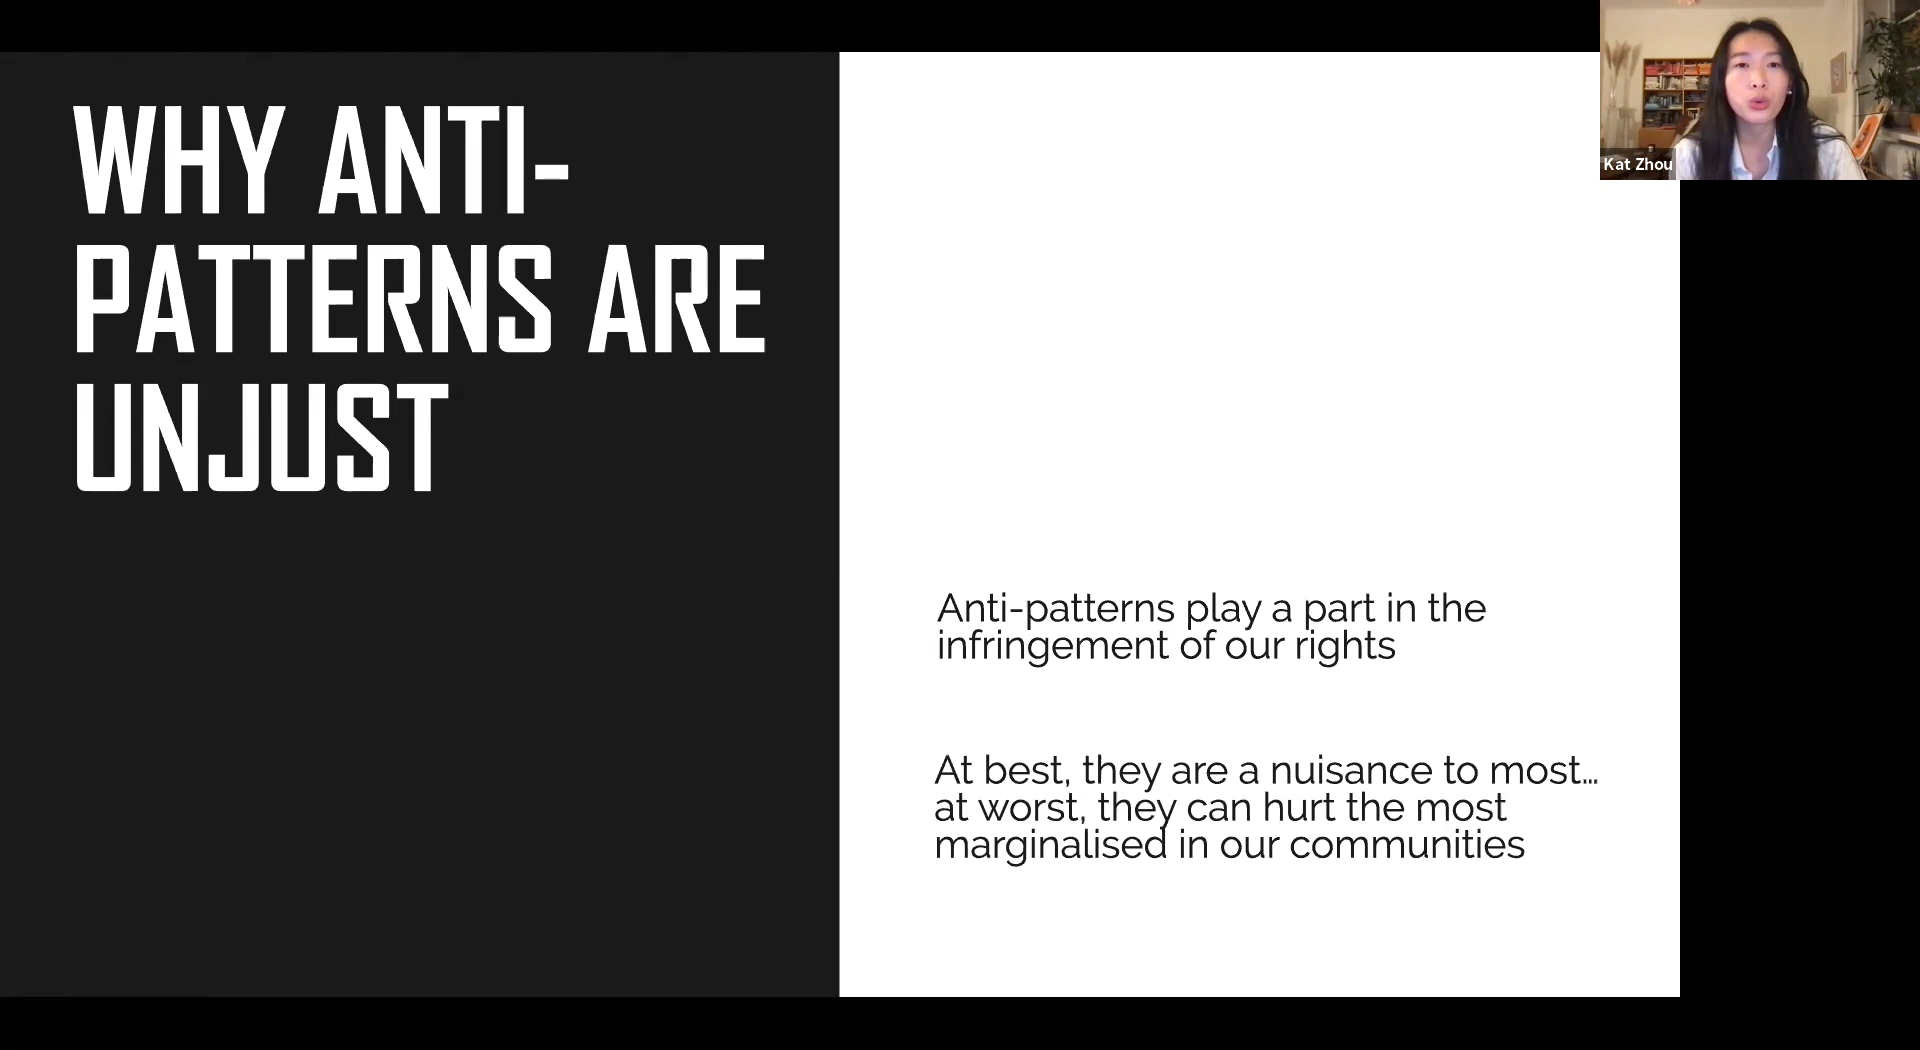 WHY ANTI-
PATTERNS ARE
UNJUST
Anti-patterns play a part in the
infringement of our rights
At best, they are a nuisance to most…
at worst, they can hurt the most
marginalised in our communities
Kat Zhou